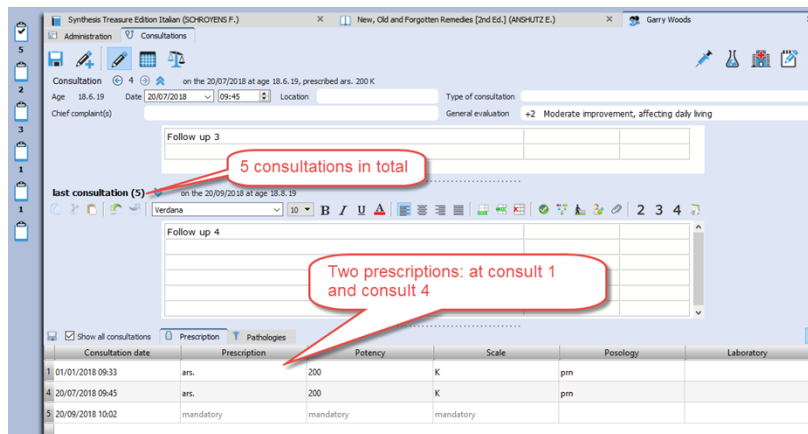 Synthesis Treasure Edition Italian (SCHROYENS F.)
New, Old and Forgotten Remedies [2nd Ed.] (ANSHUTZ E.)
Garry Woods
Administration
Consultations
5
2
3
1
1
Consultation 4 on the 20/07/2018 at age 18.6.19, prescribed ars. 200 K
Age 18.6.19 Date 20/07/2018 09:45 Location Type of consultation
Chief complaint(s) General evaluation +2 Moderate improvement, affecting daily living
Follow up 3
5 consultations in total
last consultation (5) on the 20/09/2018 at age 18.8.19
Verdana 10 B I U A 2 3 4
Follow up 4
Two prescriptions: at consult 1
and consult 4
Show all consultations Prescription Pathologies
Consultation date Prescription Potency Scale Posology Laboratory
1 01/01/2018 09:33 ars. 200 K prn
4 20/07/2018 09:45 ars. 200 K prn
5 20/09/2018 10:02 mandatory mandatory mandatory